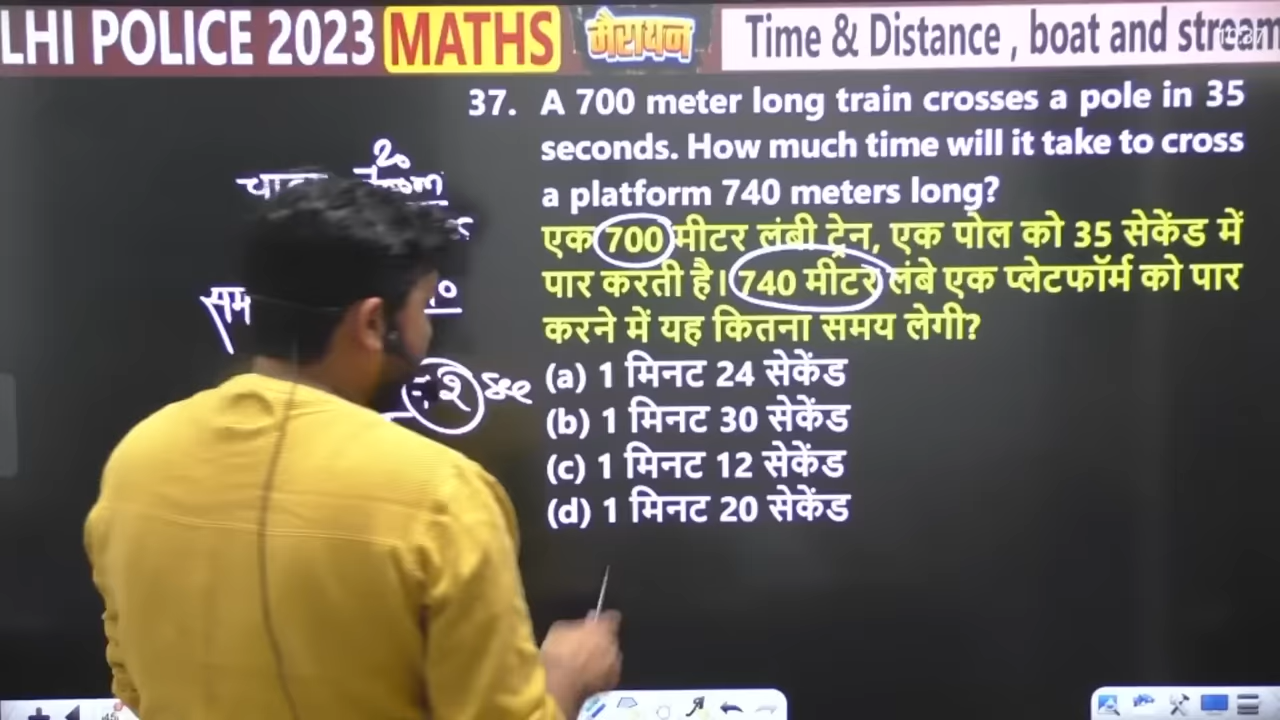 LHI POLICE 2023 MATHS मैराथन Time & Distance , boat and stream
37. A 700 meter long train crosses a pole in 35
seconds. How much time will it take to cross
a platform 740 meters long?
एक 700 मीटर लंबी ट्रेन, एक पोल को 35 सेकेंड में
पार करती है। 740 मीटर लंबे एक प्लेटफॉर्म को पार
करने में यह कितना समय लेगी?
(a) 1 मिनट 24 सेकेंड
(b) 1 मिनट 30 सेकेंड
(c) 1 मिनट 12 सेकेंड
(d) 1 मिनट 20 सेकेंड
20
सम